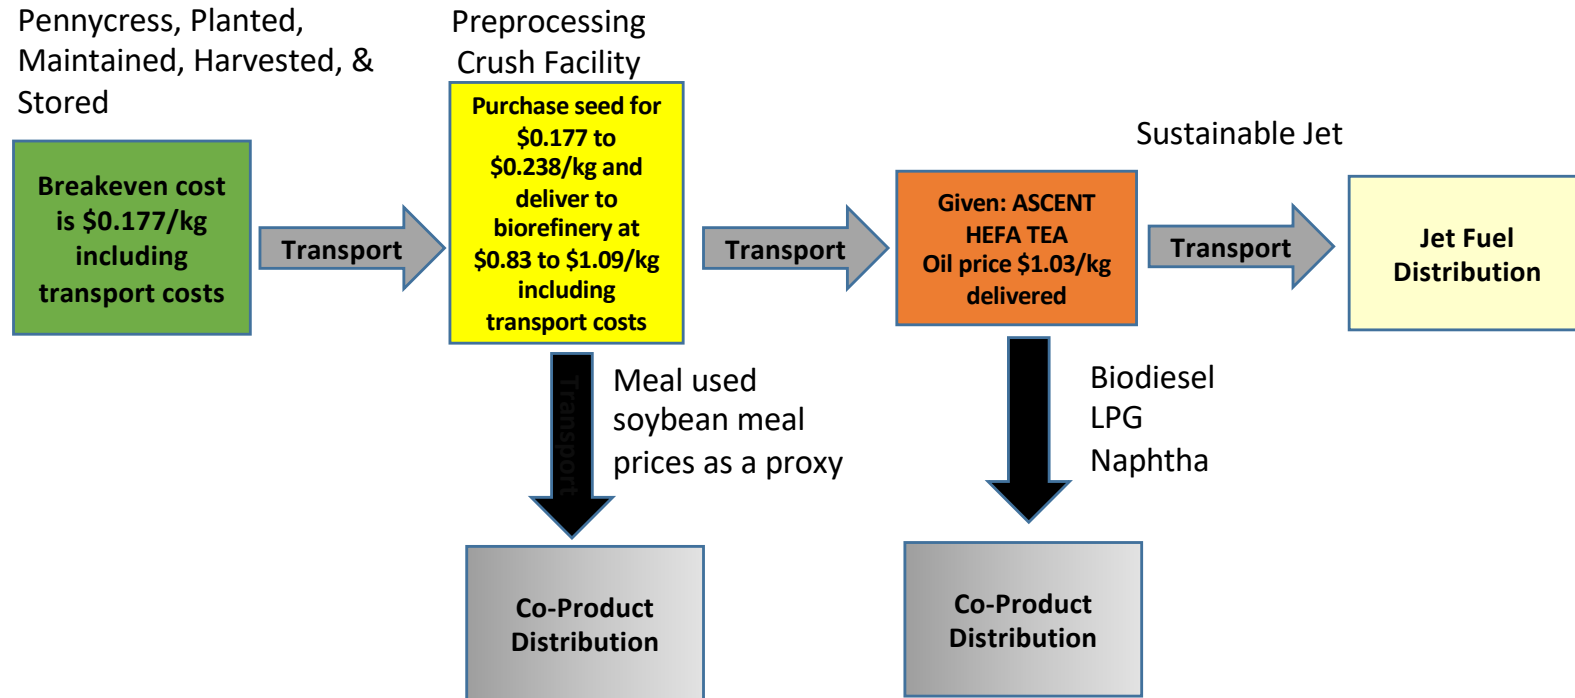 Pennycress, Planted,
Maintained, Harvested, &
Stored
Breakeven cost
is $0.177/kg
including
transport costs
Transport
Preprocessing
Crush Facility
Purchase seed for
$0.177 to
$0.238/kg and
deliver to
biorefinery at
$0.83 to $1.09/kg
including
transport costs
Transport
Given: ASCENT
HEFA TEA
Oil price $1.03/kg
delivered
Sustainable Jet
Transport
Jet Fuel
Distribution
Transport
Meal used
soybean meal
prices as a proxy
Biodiesel
LPG
Naphtha
Co-Product
Distribution
Co-Product
Distribution